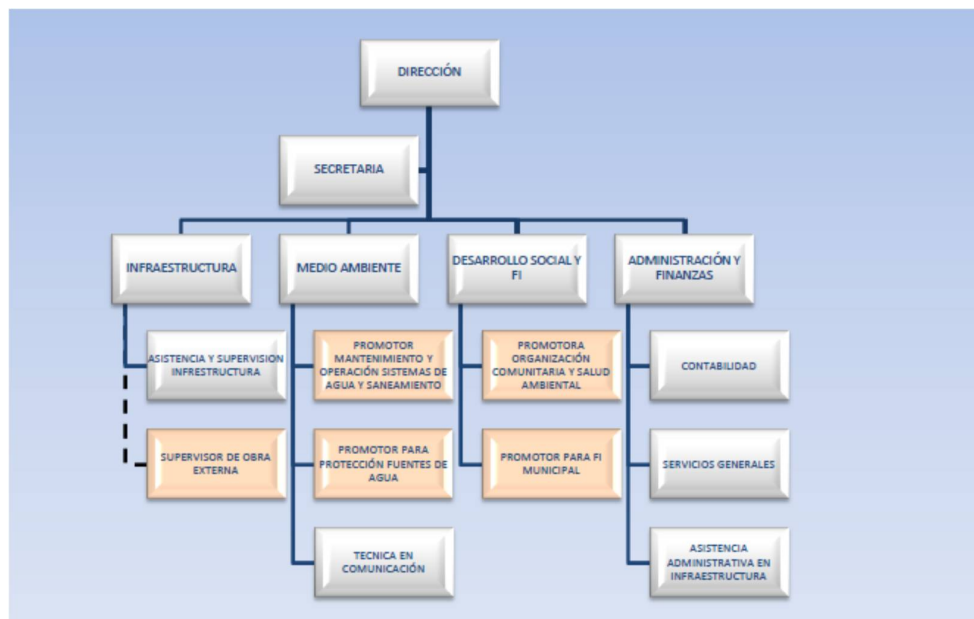 DIRECCIÓN
SECRETARIA
INFRAESTRUCTURA
MEDIO AMBIENTE
DESARROLLO SOCIAL Y
FI
ADMINISTRACIÓN Y
FINANZAS
ASISTENCIA Y SUPERVISION
INFRESTRUCTURA
PROMOTOR
MANTENIMIENTO Y
OPERACIÓN SISTEMAS DE
AGUA Y SANEAMIENTO
PROMOTORA
ORGANIZACIÓN
COMUNITARIA Y SALUD
AMBIENTAL
CONTABILIDAD
SUPERVISOR DE OBRA
EXTERNA
PROMOTOR PARA
PROTECCIÓN FUENTES DE
AGUA
PROMOTOR PARA FI
MUNICIPAL
SERVICIOS GENERALES
TECNICA EN
COMUNICACIÓN
ASISTENCIA
ADMINISTRATIVA EN
INFRAESTRUCTURA